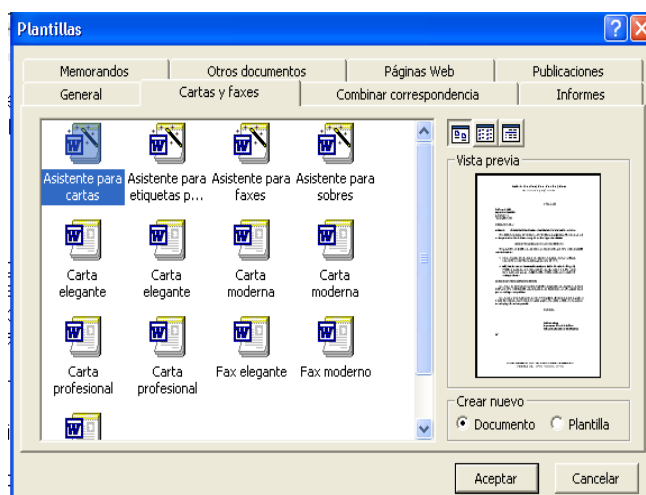 Plantillas
Memorandos
Otros documentos
Páginas Web
Publicaciones
General
Cartas y faxes
Combinar correspondencia
Informes
Asistente para cartas
Asistente para etiquetas p...
Asistente para faxes
Asistente para sobres
Carta elegante
Carta elegante
Carta moderna
Carta moderna
Carta profesional
Carta profesional
Fax elegante
Fax moderno
Vista previa
Crear nuevo
Documento
Plantilla
Aceptar
Cancelar